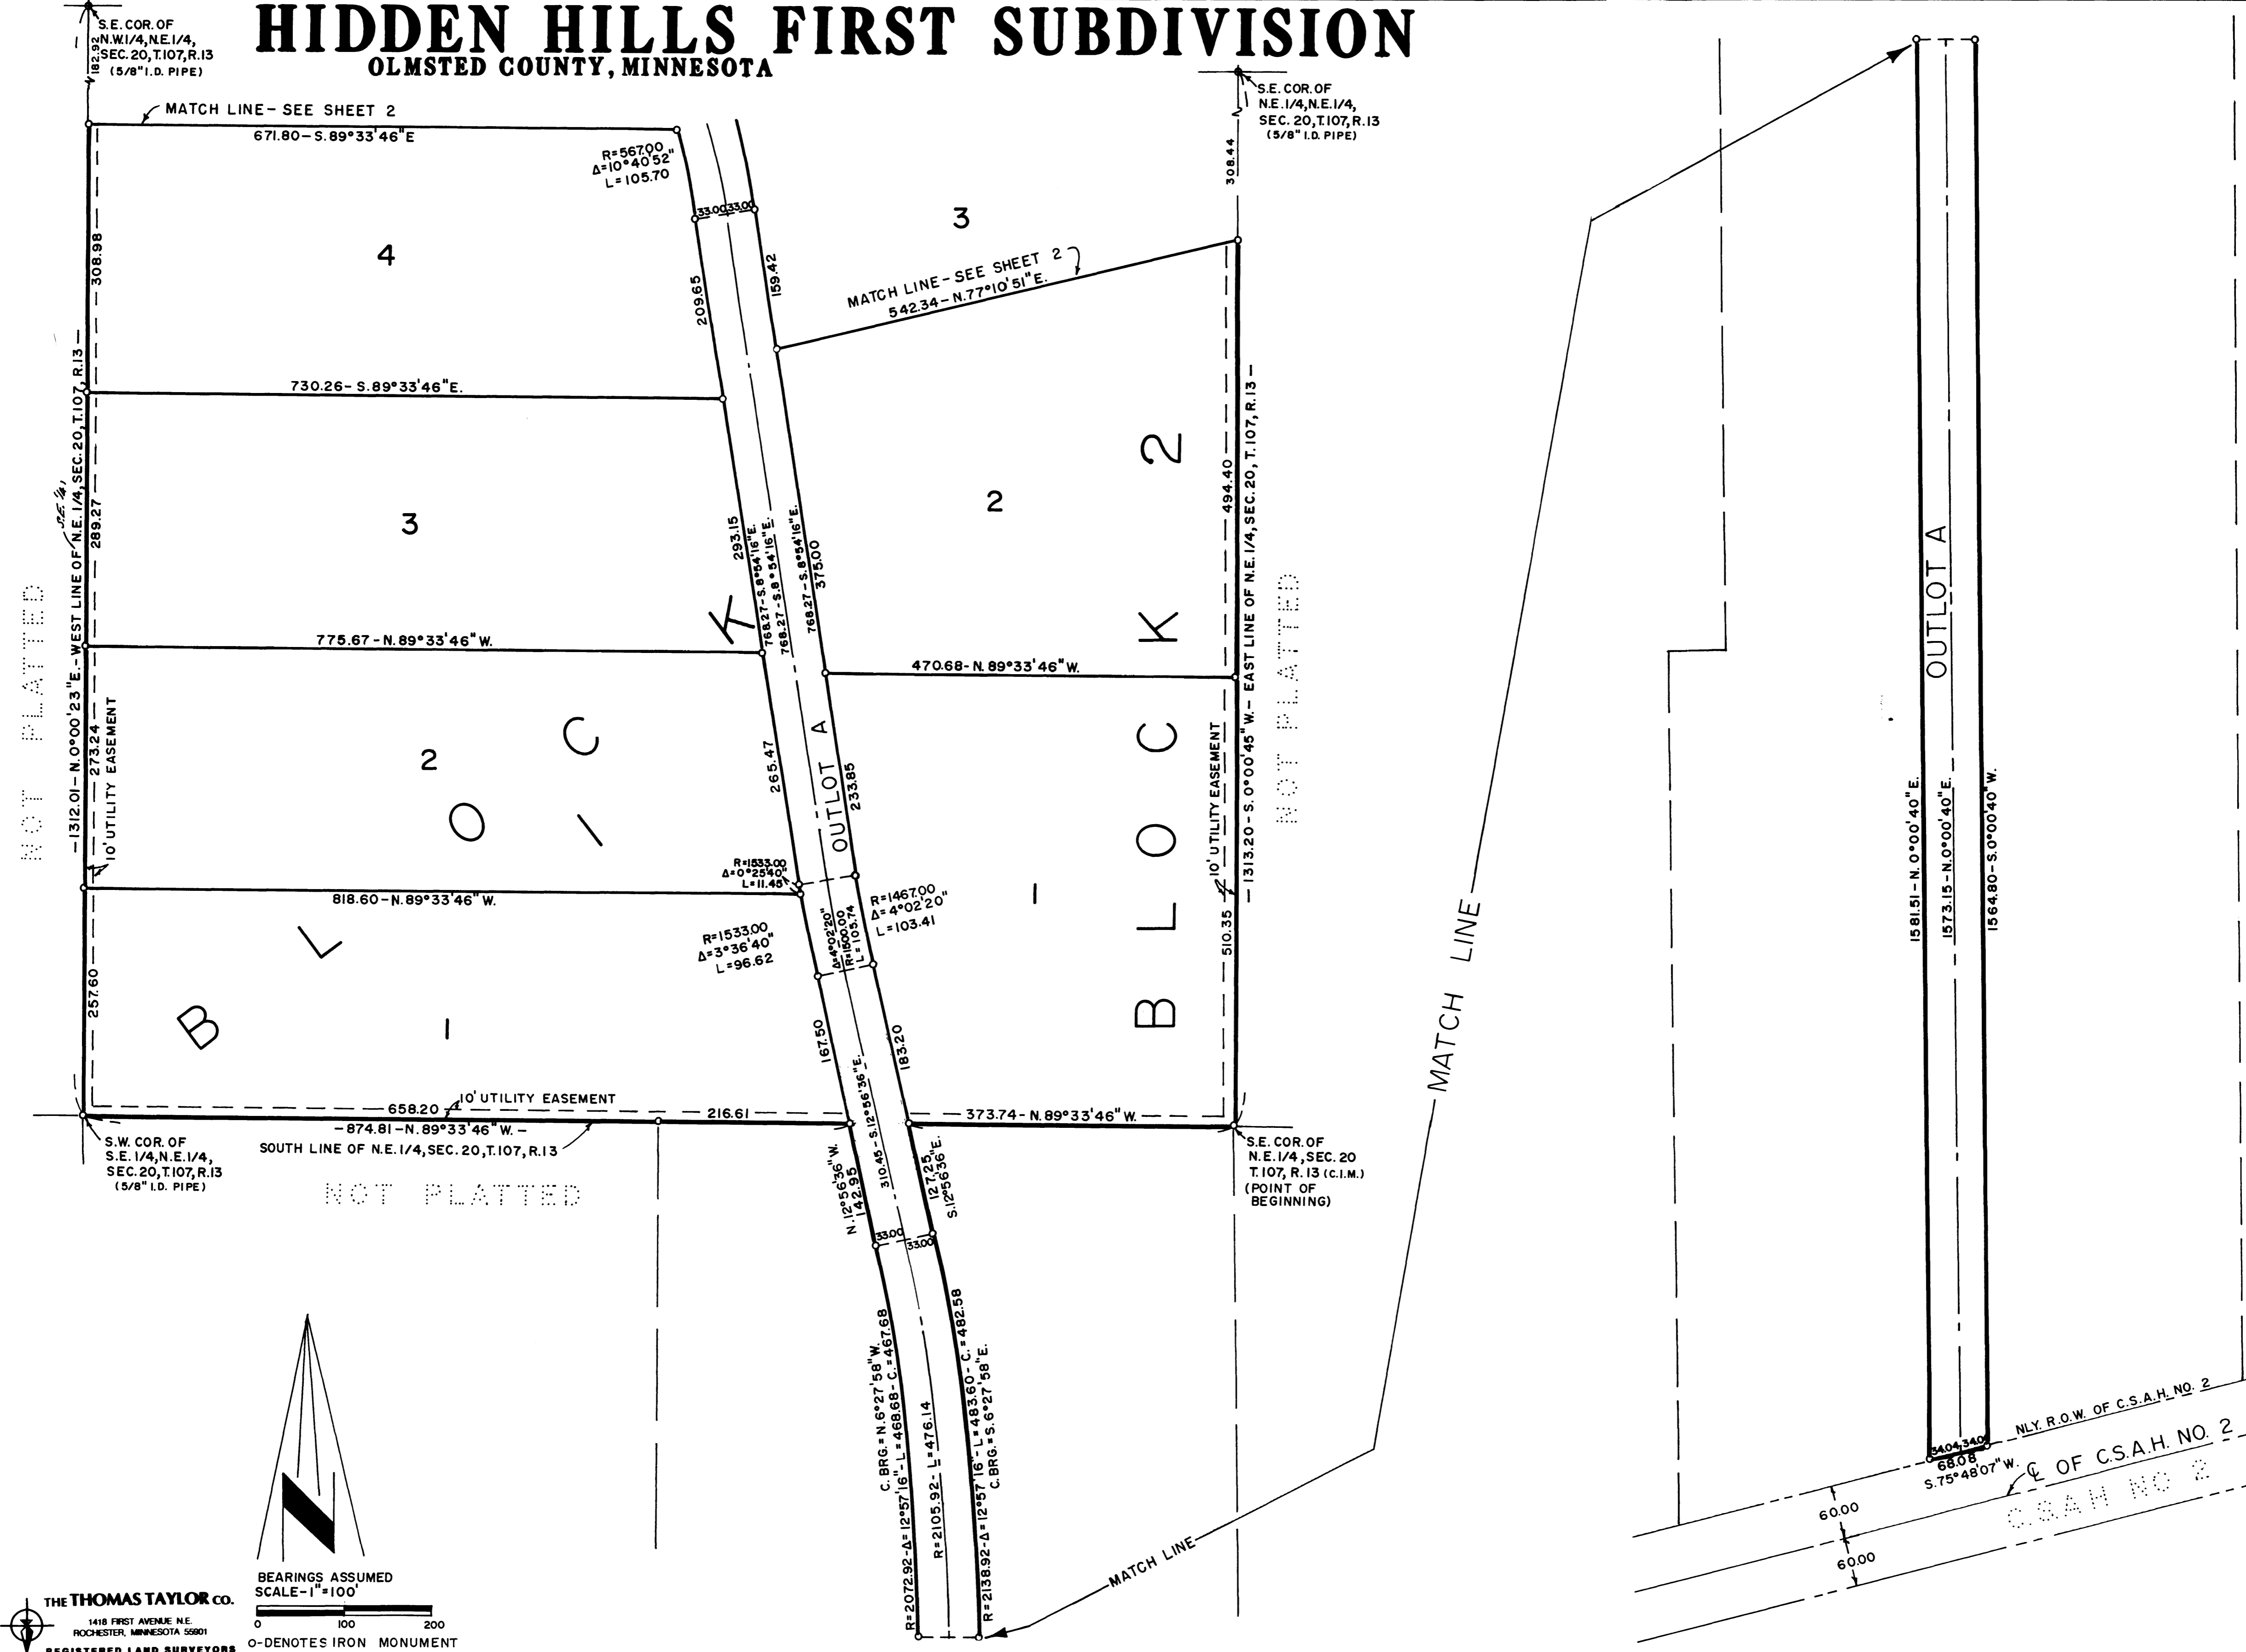 HIDDEN HILLS FIRST SUBDIVISION
OLMSTED COUNTY, MINNESOTA
S.E. COR. OF
N.W.1/4, N.E.1/4,
SEC. 20, T.107, R.13
(5/8" I.D. PIPE)
182.92
MATCH LINE - SEE SHEET 2
671.80 - S.89°33'46"E
R=567.00
Δ=10°40'52"
L=105.70
33.00 33.00
S.E. COR. OF
N.E.1/4, N.E.1/4,
SEC. 20, T.107, R.13
(5/8" I.D. PIPE)
308.44
3
4
308.98
209.65
159.42
MATCH LINE - SEE SHEET 2
542.34 - N.77°10'51"E.
730.26 - S.89°33'46"E.
3
289.27
293.15
768.27 - S.8°54'16"E.
768.27 - S.8°54'16"E.
768.27 - S.8°54'16"E.
375.00
2
494.40
-1312.01 - N.0°00'23"E. - WEST LINE OF N.E.1/4, SEC. 20, T.107, R.13-
S.E. 1/4,
-1313.20 - S.0°00'45"W. - EAST LINE OF N.E.1/4, SEC. 20, T.107, R.13-
NOT PLATTED
NOT PLATTED
775.67 - N.89°33'46"W.
470.68 - N.89°33'46"W.
2
273.24
10' UTILITY EASEMENT
265.47
OUTLOT A
233.85
10' UTILITY EASEMENT
BLOCK 1
BLOCK 2
R=1533.00
Δ=0°25'40"
L=11.45
818.60 - N.89°33'46"W.
R=1533.00
Δ=3°36'40"
L=96.62
Δ=4°02'20"
R=1500.00
L=105.74
R=1467.00
Δ=4°02'20"
L=103.41
1
510.35
257.60
1
167.50
183.20
310.45 - S.12°56'36"E.
10' UTILITY EASEMENT
658.20
216.61
373.74 - N.89°33'46"W.
-874.81 - N.89°33'46"W.-
SOUTH LINE OF N.E.1/4, SEC. 20, T.107, R.13
S.W. COR. OF
S.E. 1/4, N.E.1/4,
SEC. 20, T.107, R.13
(5/8" I.D. PIPE)
NOT PLATTED
S.E. COR. OF
N.E.1/4, SEC. 20
T.107, R.13 (C.I.M.)
(POINT OF
BEGINNING)
N.12°56'36"W.
142.95
127.25
S.12°56'36"E.
33.00
33.00
C. BRG. = N.6°27'58"W.
R=2072.92 - Δ=12°57'16" - L=468.68 - C.=467.68
R=2105.92 - L=476.14
R=2138.92 - Δ=12°57'16" - L=483.60 - C.=482.58
C. BRG. = S.6°27'58"E.
MATCH LINE
MATCH LINE
OUTLOT A
1581.51 - N.0°00'40"E.
1573.15 - N.0°00'40"E.
1564.80 - S.0°00'40"W.
34.04 34.04
68.08
S.75°48'07"W.
NLY. R.O.W. OF C.S.A.H. NO. 2
℄ OF C.S.A.H. NO. 2
C.S.A.H NO 2
60.00
60.00
N
BEARINGS ASSUMED
SCALE - 1"=100'
0 100 200
O-DENOTES IRON MONUMENT
THE THOMAS TAYLOR CO.
1418 FIRST AVENUE N.E.
ROCHESTER, MINNESOTA 55901
REGISTERED LAND SURVEYORS